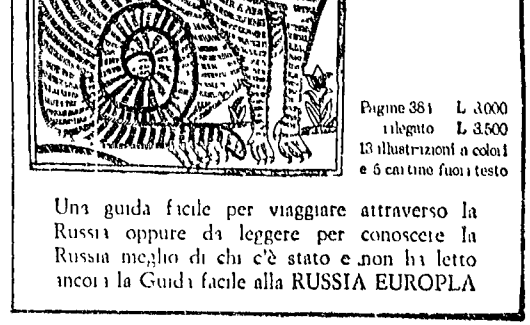 Pagine 384 L 3.000
rilegato L 3.500
13 illustrazioni a colori
e 6 cartine fuori testo
Una guida facile per viaggiare attraverso la
Russia oppure da leggere per conoscere la
Russia meglio di chi c'è stato e non ha letto
ancora la Guida facile alla RUSSIA EUROPEA